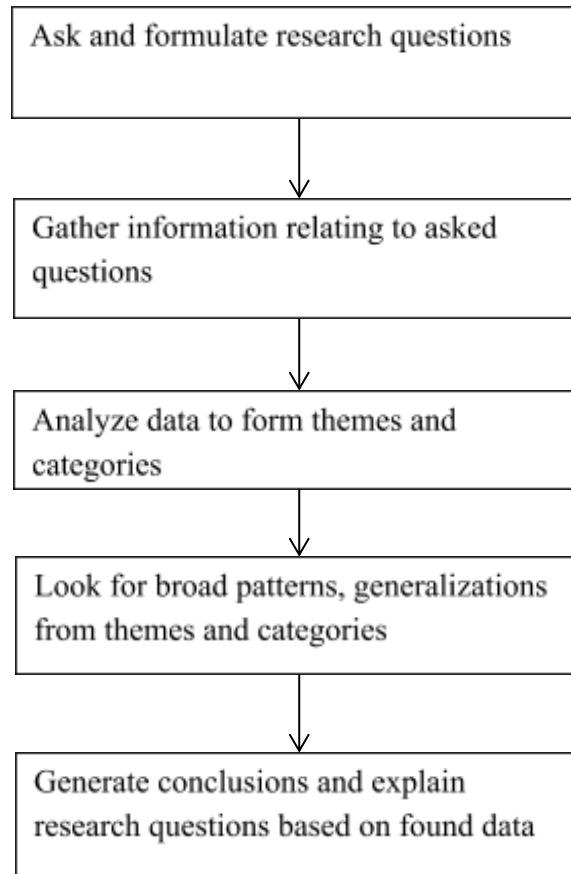 Ask and formulate research questions
Gather information relating to asked
questions
Analyze data to form themes and
categories
Look for broad patterns, generalizations
from themes and categories
Generate conclusions and explain
research questions based on found data